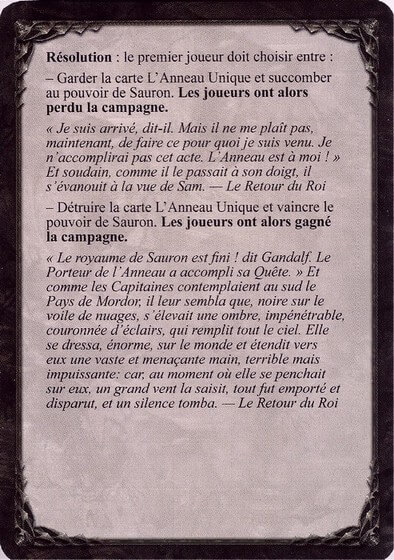 Résolution : le premier joueur doit choisir entre :
– Garder la carte L’Anneau Unique et succomber
au pouvoir de Sauron. Les joueurs ont alors
perdu la campagne.
« Je suis arrivé, dit-il. Mais il ne me plaît pas,
maintenant, de faire ce pour quoi je suis venu. Je
n’accomplirai pas cet acte. L’Anneau est à moi ! »
Et soudain, comme il le passait à son doigt, il
s’évanouit à la vue de Sam. — Le Retour du Roi
– Détruire la carte L’Anneau Unique et vaincre le
pouvoir de Sauron. Les joueurs ont alors gagné
la campagne.
« Le royaume de Sauron est fini ! dit Gandalf. Le
Porteur de l’Anneau a accompli sa Quête. » Et
comme les Capitaines contemplaient au sud le
Pays de Mordor, il leur sembla que, noire sur le
voile de nuages, s’élevait une ombre, impénétrable,
couronnée d’éclairs, qui remplit tout le ciel. Elle
se dressa, énorme, sur le monde et étendit vers
eux une vaste et menaçante main, terrible mais
impuissante: car, au moment où elle se penchait
sur eux, un grand vent la saisit, tout fut emporté et
disparut, et un silence tomba. — Le Retour du Roi